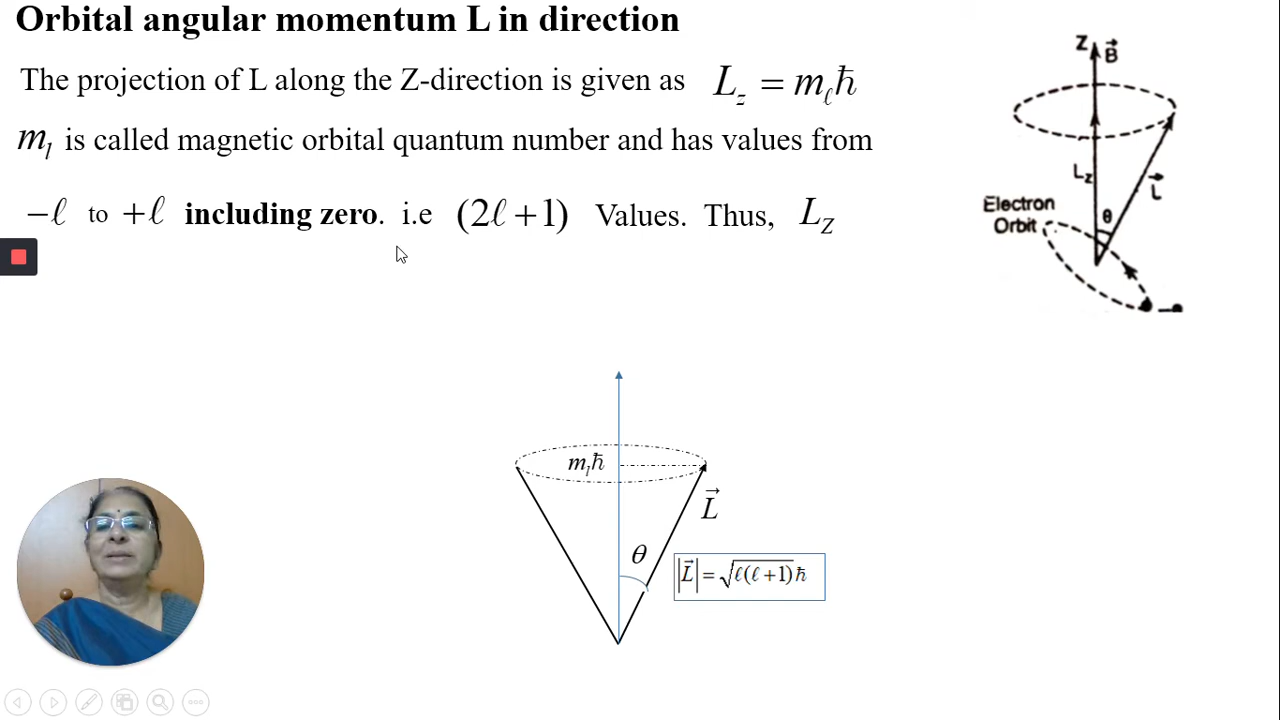 Orbital angular momentum L in direction
The projection of L along the Z-direction is given as L_z = m_ℓ ħ
m_l is called magnetic orbital quantum number and has values from
−ℓ to +ℓ including zero. i.e (2ℓ+1) Values. Thus, L_Z
Z B⃗
L_z
L⃗
θ
Electron
Orbit
m_l ħ
L⃗
θ
|L⃗| = √ℓ(ℓ+1) ħ